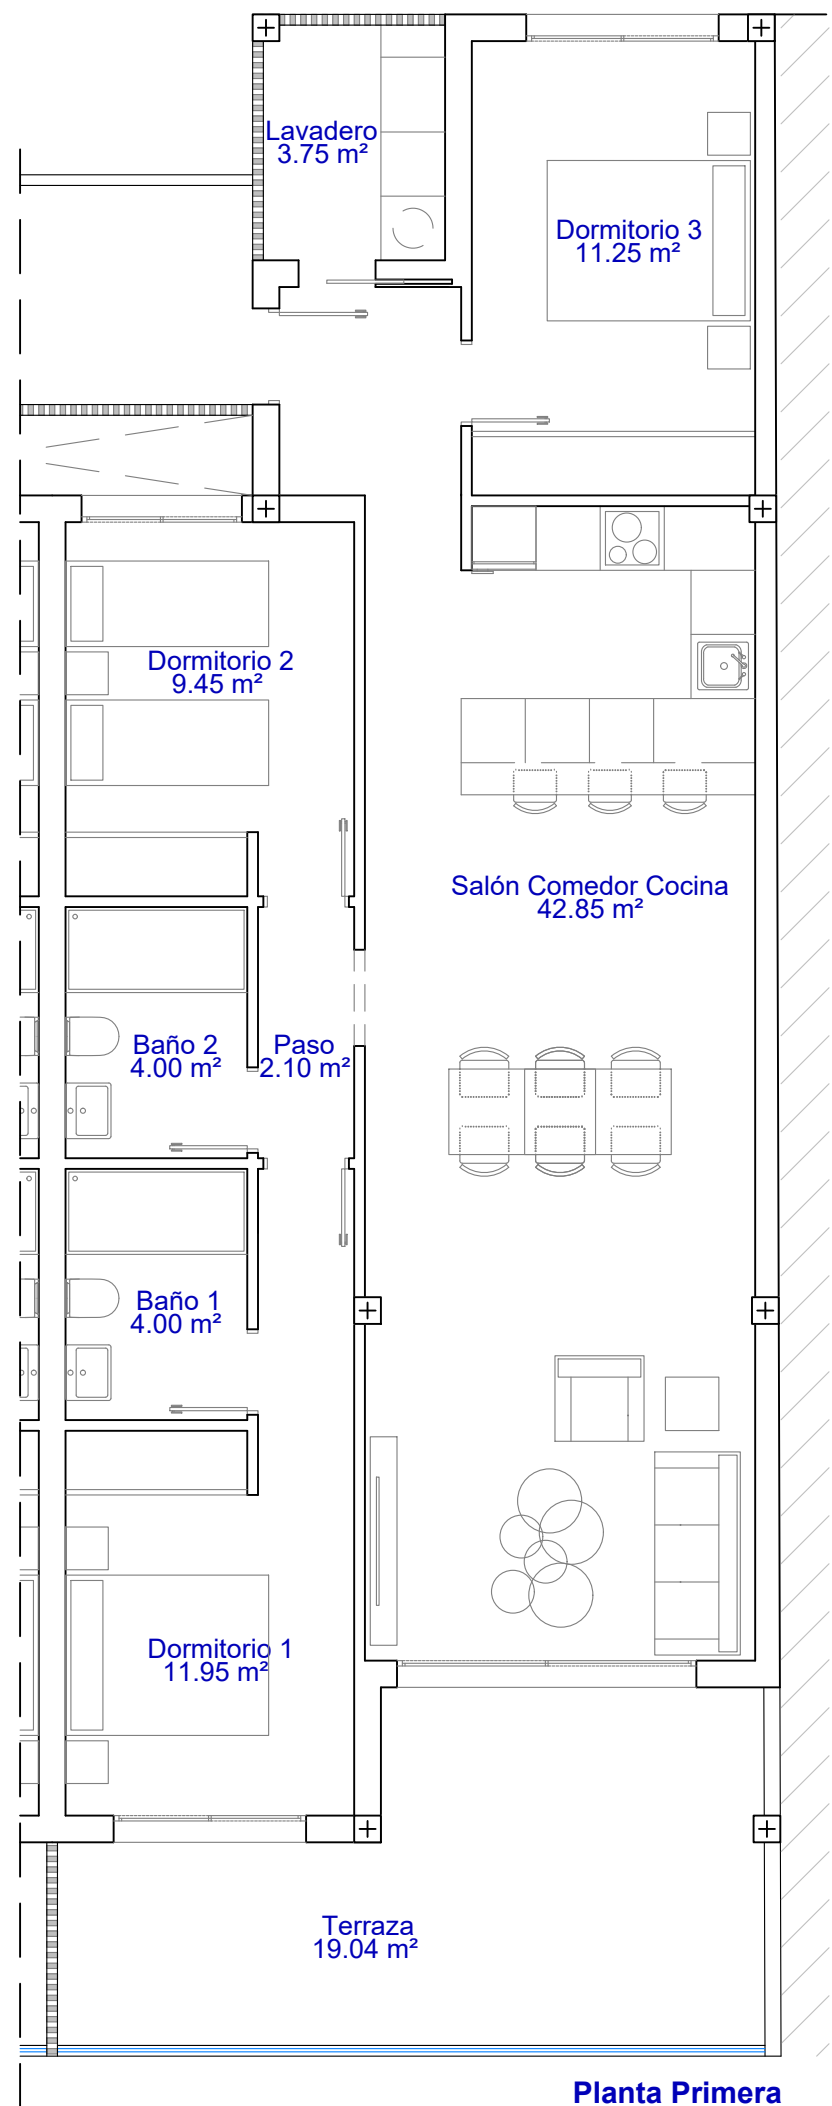 Lavadero
3.75 m²
Dormitorio 3
11.25 m²
Dormitorio 2
9.45 m²
Salón Comedor Cocina
42.85 m²
Baño 2
4.00 m²
Paso
2.10 m²
Baño 1
4.00 m²
Dormitorio 1
11.95 m²
Terraza
19.04 m²
Planta Primera